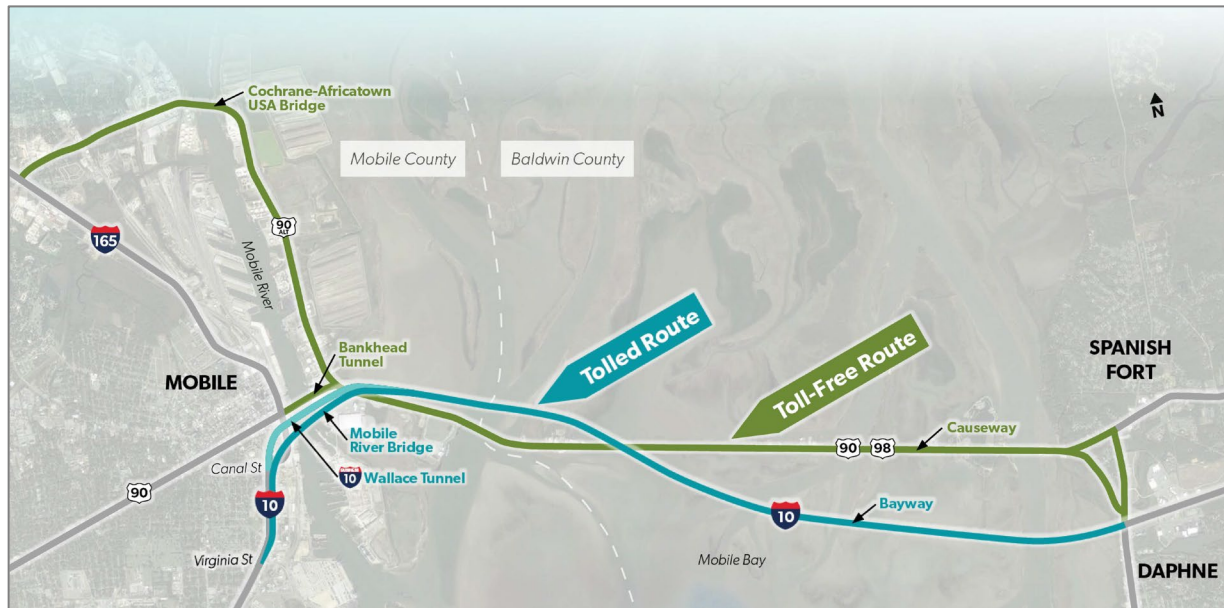 Cochrane-Africatown
USA Bridge
N
Mobile County
Baldwin County
90
ALT
165
Mobile River
Tolled Route
Toll-Free Route
Bankhead
Tunnel
MOBILE
SPANISH
FORT
Mobile
River Bridge
Causeway
90
98
Canal St
10
Wallace Tunnel
90
10
10
Bayway
Virginia St
Mobile Bay
DAPHNE